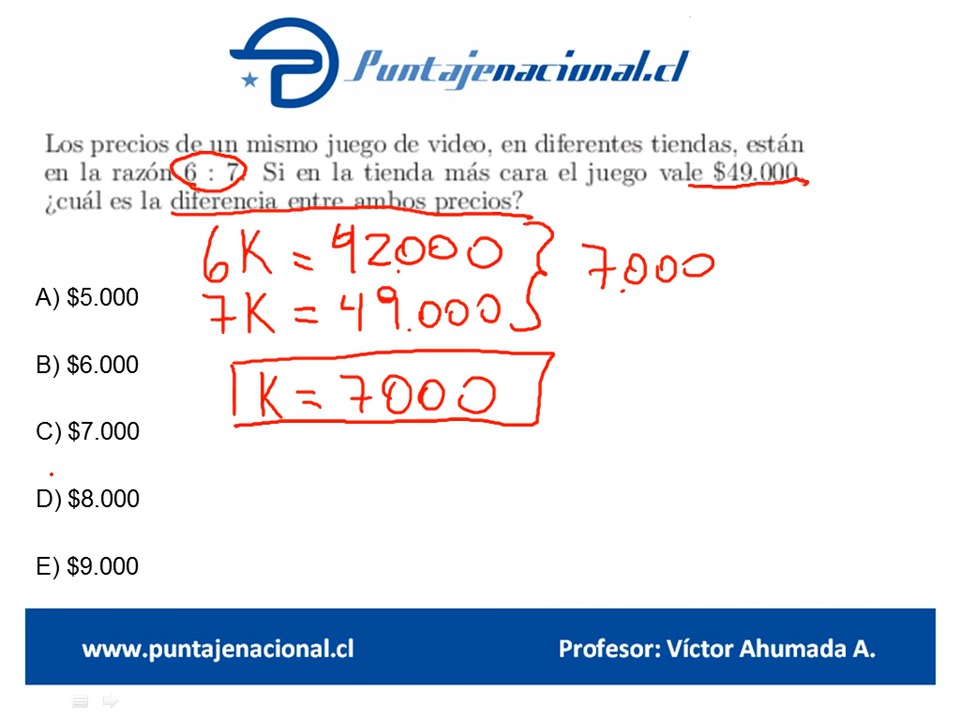 Puntajenacional.cl
Los precios de un mismo juego de video, en diferentes tiendas, están
en la razón 6 : 7. Si en la tienda más cara el juego vale $49.000,
¿cuál es la diferencia entre ambos precios?
6K = 42.000
7.000
7K = 49.000
K = 7000
A) $5.000
B) $6.000
C) $7.000
D) $8.000
E) $9.000
www.puntajenacional.cl
Profesor: Víctor Ahumada A.